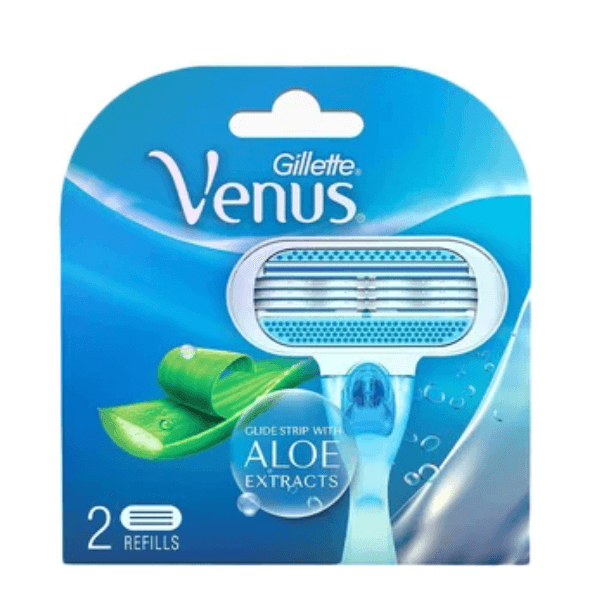 Gillette®
Venus®
GLIDE STRIP WITH
ALOE
EXTRACTS
2
REFILLS